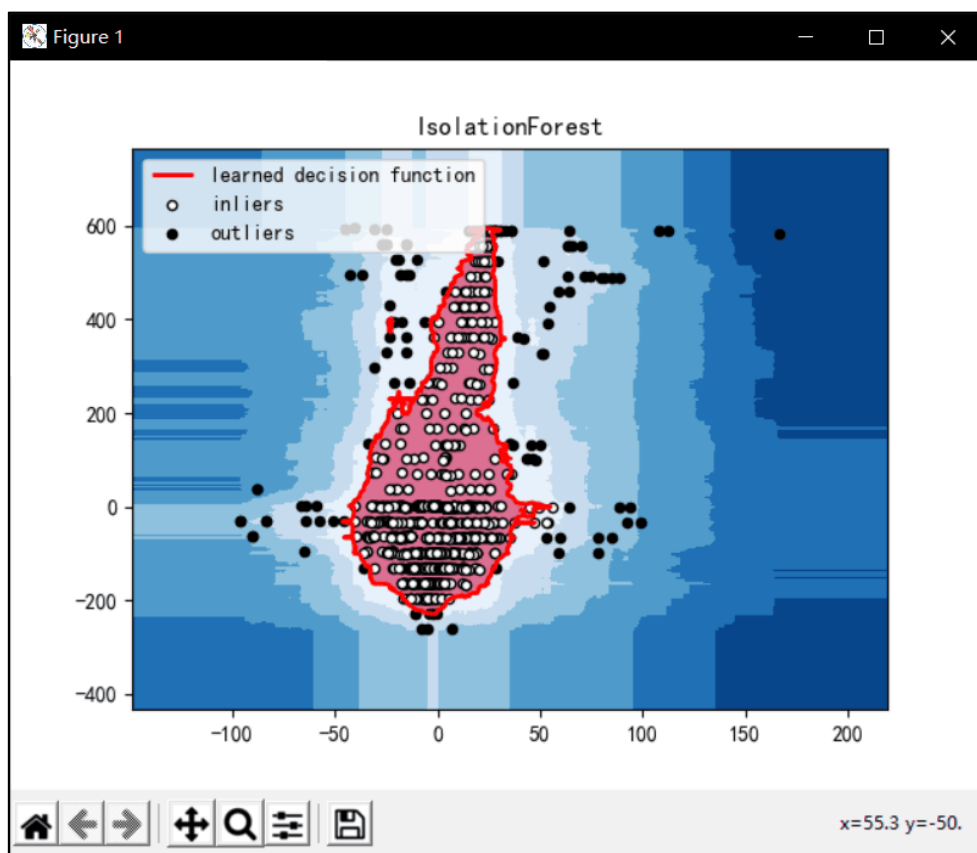 Figure 1
IsolationForest
learned decision function
inliers
outliers
600
400
200
0
-200
-400
-100 -50 0 50 100 150 200
x=55.3 y=-50.